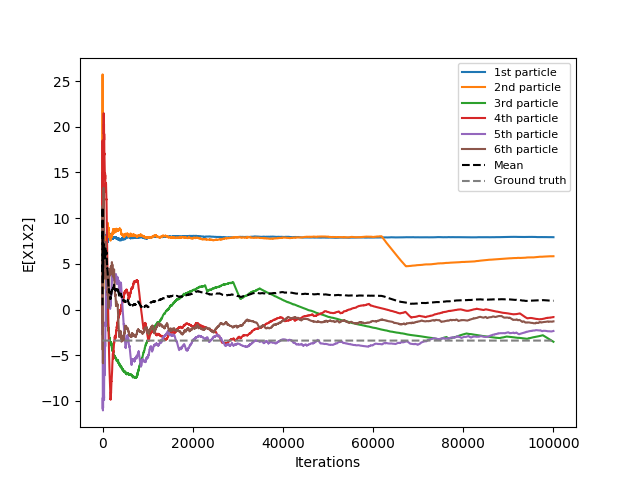 25
20
15
10
5
0
−5
−10
E[X1X2]
1st particle
2nd particle
3rd particle
4th particle
5th particle
6th particle
Mean
Ground truth
0 20000 40000 60000 80000 100000
Iterations